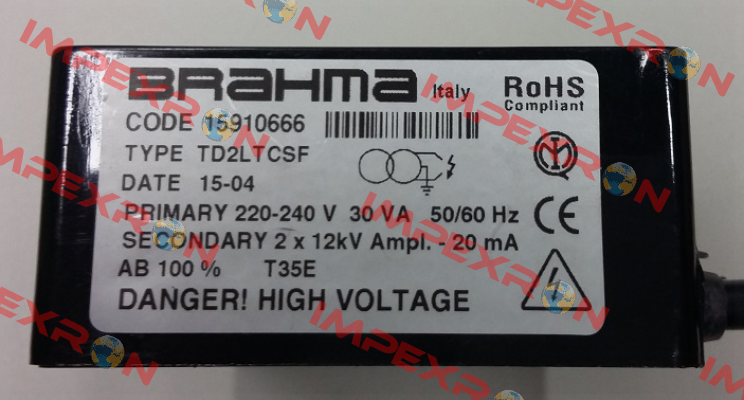 BRAHMA Italy
RoHS
Compliant
CODE 15910666
TYPE TD2LTCSF
DATE 15-04
PRIMARY 220-240 V 30 VA 50/60 Hz
SECONDARY 2 x 12kV Ampl. - 20 mA
AB 100 % T35E
DANGER! HIGH VOLTAGE
CE
IMPEXRON